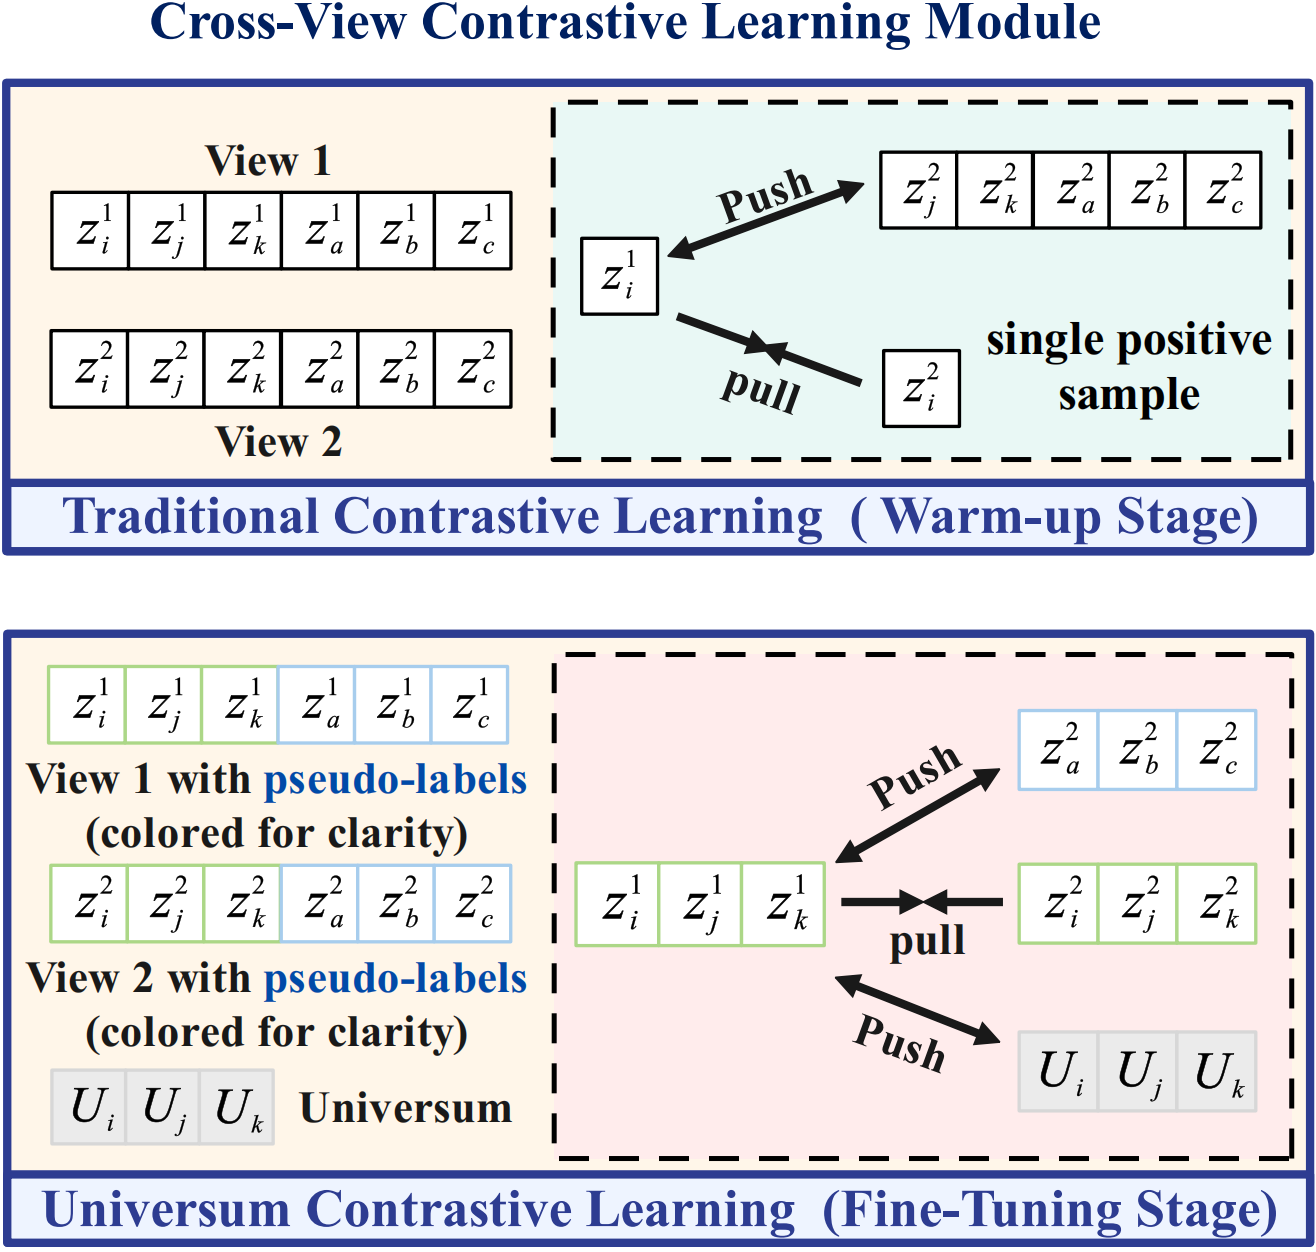 Cross-View Contrastive Learning Module
View 1
z_i^1 z_j^1 z_k^1 z_a^1 z_b^1 z_c^1
z_i^2 z_j^2 z_k^2 z_a^2 z_b^2 z_c^2
View 2
Push
z_j^2 z_k^2 z_a^2 z_b^2 z_c^2
z_i^1
pull
z_i^2
single positive
sample
Traditional Contrastive Learning ( Warm-up Stage)
z_i^1 z_j^1 z_k^1 z_a^1 z_b^1 z_c^1
View 1 with pseudo-labels
(colored for clarity)
z_i^2 z_j^2 z_k^2 z_a^2 z_b^2 z_c^2
View 2 with pseudo-labels
(colored for clarity)
U_i U_j U_k Universum
Push
z_a^2 z_b^2 z_c^2
z_i^1 z_j^1 z_k^1
pull
z_i^2 z_j^2 z_k^2
Push
U_i U_j U_k
Universum Contrastive Learning (Fine-Tuning Stage)